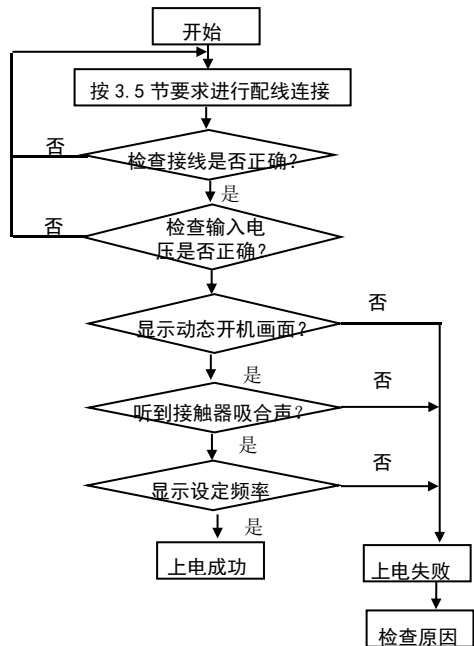 开始
按 3.5 节要求进行配线连接
否
检查接线是否正确?
是
否
检查输入电
压是否正确?
否
显示动态开机画面?
是
否
听到接触器吸合声?
是
否
显示设定频率
是
上电成功
上电失败
检查原因